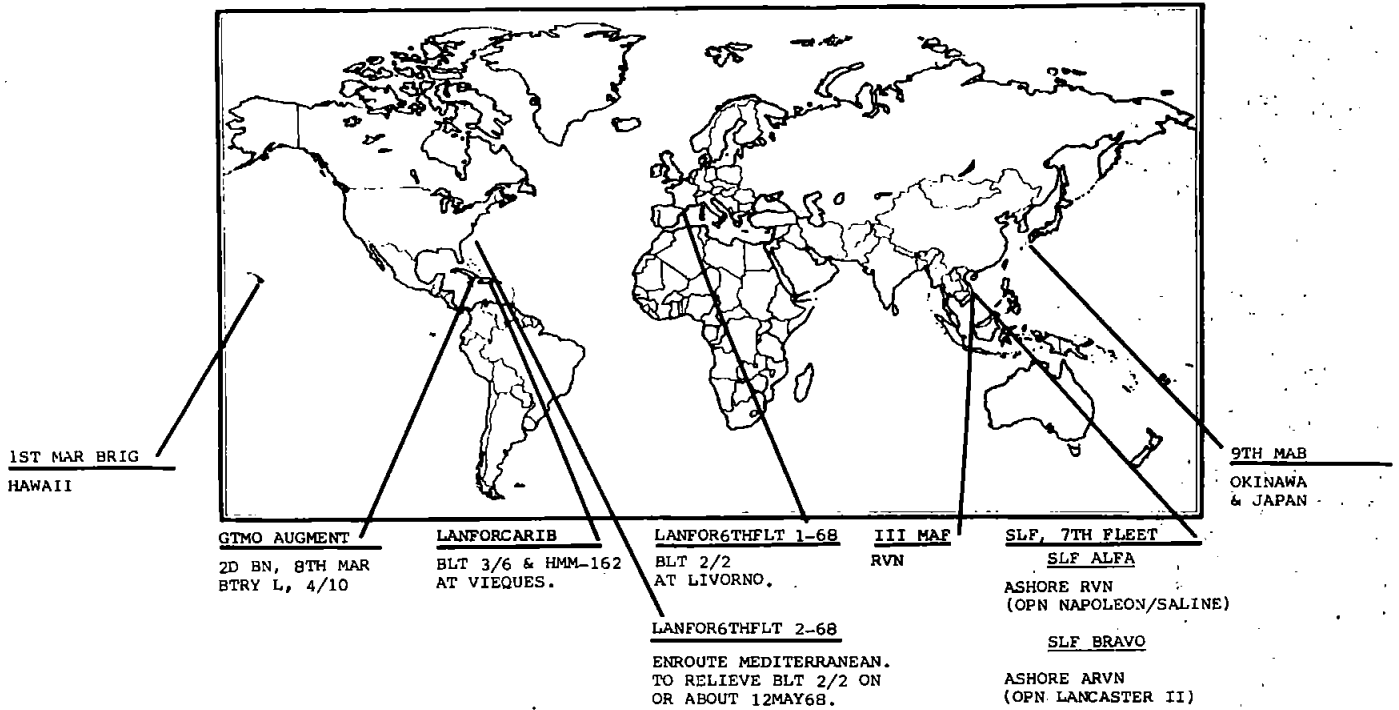 1ST MAR BRIG
HAWAII
GTMO AUGMENT
2D BN, 8TH MAR
BTRY L, 4/10
LANFORCARIB
BLT 3/6 & HMM-162
AT VIEQUES.
LANFOR6THFLT 1-68
BLT 2/2
AT LIVORNO.
LANFOR6THFLT 2-68
ENROUTE MEDITERRANEAN.
TO RELIEVE BLT 2/2 ON
OR ABOUT 12MAY68.
III MAF
RVN
SLF, 7TH FLEET
SLF ALFA
ASHORE RVN
(OPN NAPOLEON/SALINE)
SLF BRAVO
ASHORE ARVN
(OPN LANCASTER II)
9TH MAB
OKINAWA
& JAPAN